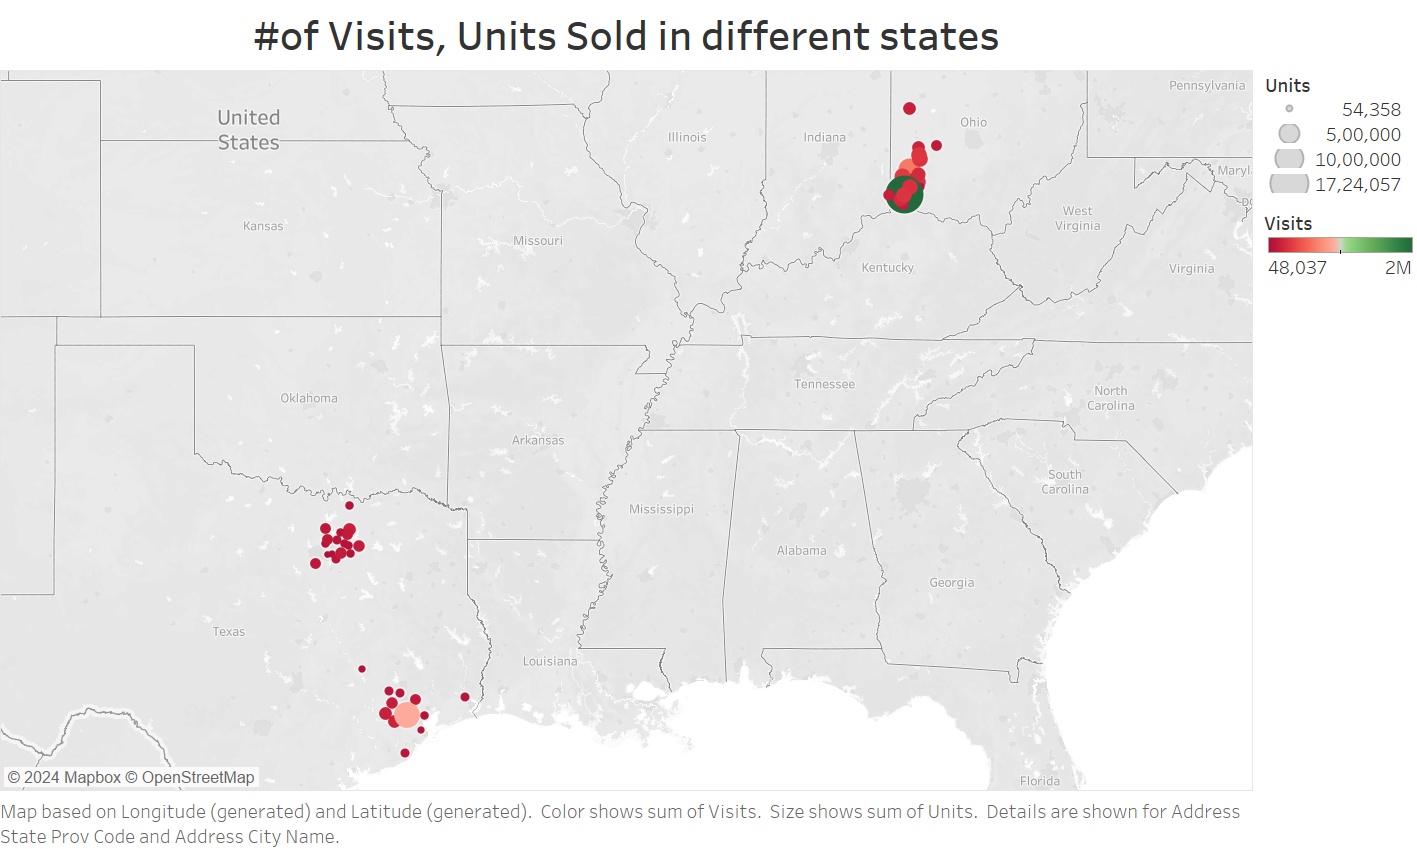 #of Visits, Units Sold in different states
United
States
Pennsylvania
Illinois
Indiana
Ohio
Maryl
DC
West
Virginia
Kansas
Missouri
Kentucky
Virginia
Tennessee
North
Carolina
Oklahoma
Arkansas
South
Carolina
Mississippi
Alabama
Georgia
Texas
Louisiana
Florida
© 2024 Mapbox © OpenStreetMap
Units
54,358
5,00,000
10,00,000
17,24,057
Visits
48,037 2M
Map based on Longitude (generated) and Latitude (generated). Color shows sum of Visits. Size shows sum of Units. Details are shown for Address
State Prov Code and Address City Name.